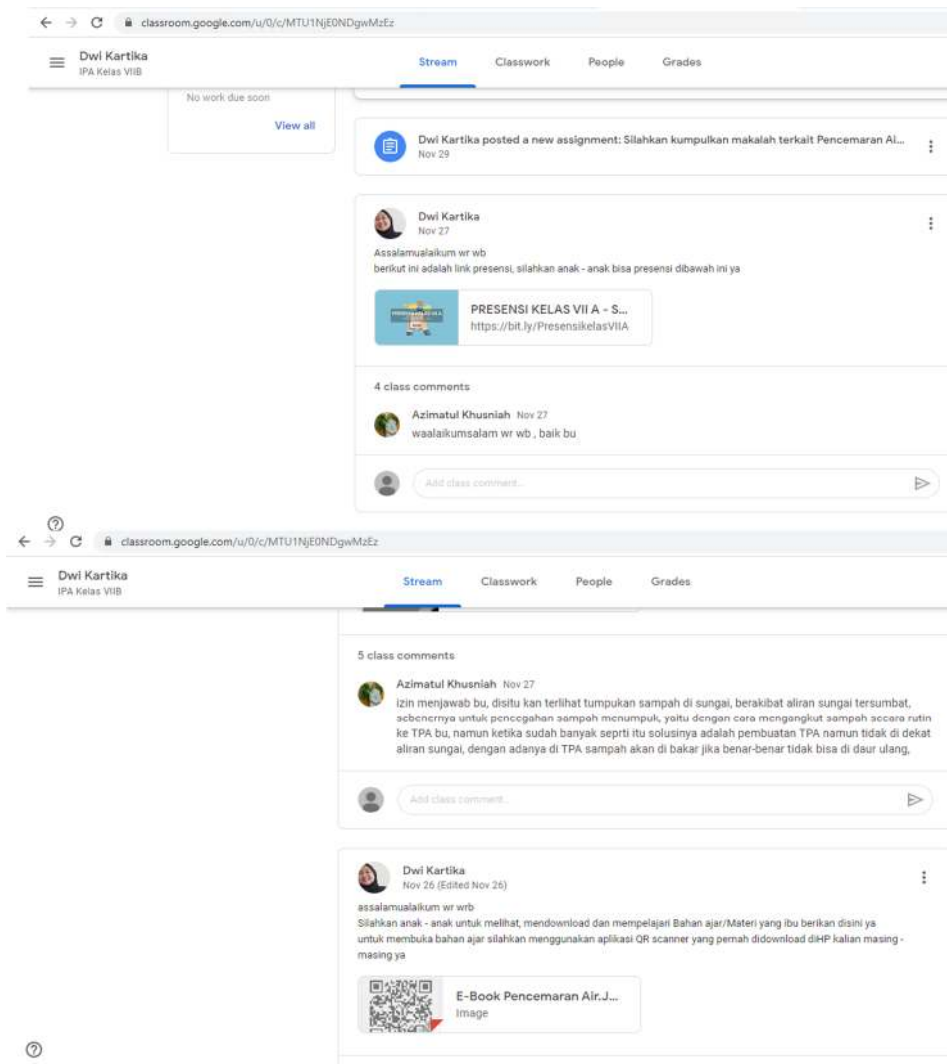 classroom.google.com/u/0/c/MTU1NjE0NDgwMzEz
Dwi Kartika
IPA Kelas VIIB
Stream Classwork People Grades
No work due soon
View all
Dwi Kartika posted a new assignment: Silahkan kumpulkan makalah terkait Pencemaran Ai...
Nov 29
Dwi Kartika
Nov 27
Assalamualaikum wr wb
berikut ini adalah link presensi, silahkan anak - anak bisa presensi dibawah ini ya
PRESENSI KELAS VII A - S...
https://bit.ly/PresensikelasVIIA
4 class comments
Azimatul Khusniah Nov 27
waalaikumsalam wr wb , baik bu
Add class comment...
classroom.google.com/u/0/c/MTU1NjE0NDgwMzEz
Dwi Kartika
IPA Kelas VIIB
Stream Classwork People Grades
5 class comments
Azimatul Khusniah Nov 27
izin menjawab bu, disitu kan terlihat tumpukan sampah di sungai, berakibat aliran sungai tersumbat,
sebenernya untuk pencegahan sampah menumpuk, yaitu dengan cara mengangkut sampah secara rutin
ke TPA bu, namun ketika sudah banyak seprti itu solusinya adalah pembuatan TPA namun tidak di dekat
aliran sungai, dengan adanya di TPA sampah akan di bakar jika benar-benar tidak bisa di daur ulang,
Add class comment...
Dwi Kartika
Nov 26 (Edited Nov 26)
assalamualaikum wr wrb
Silahkan anak - anak untuk melihat, mendownload dan mempelajari Bahan ajar/Materi yang ibu berikan disini ya
untuk membuka bahan ajar silahkan menggunakan aplikasi QR scanner yang pernah didownload diHP kalian masing -
masing ya
E-Book Pencemaran Air.J...
Image